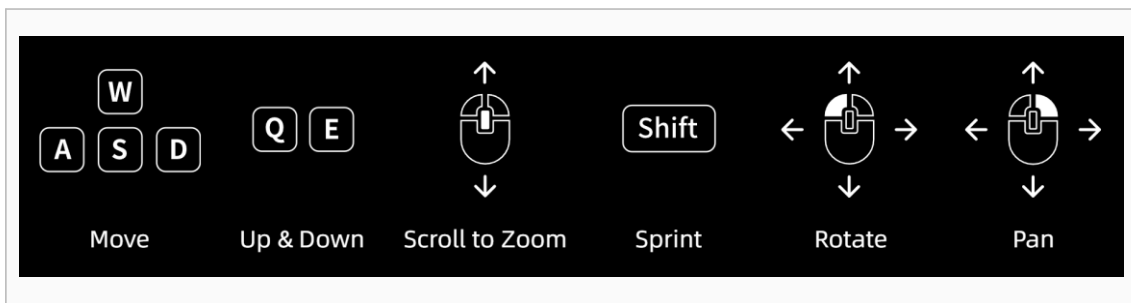 W
A S D
Q E
Shift
Move
Up & Down
Scroll to Zoom
Sprint
Rotate
Pan